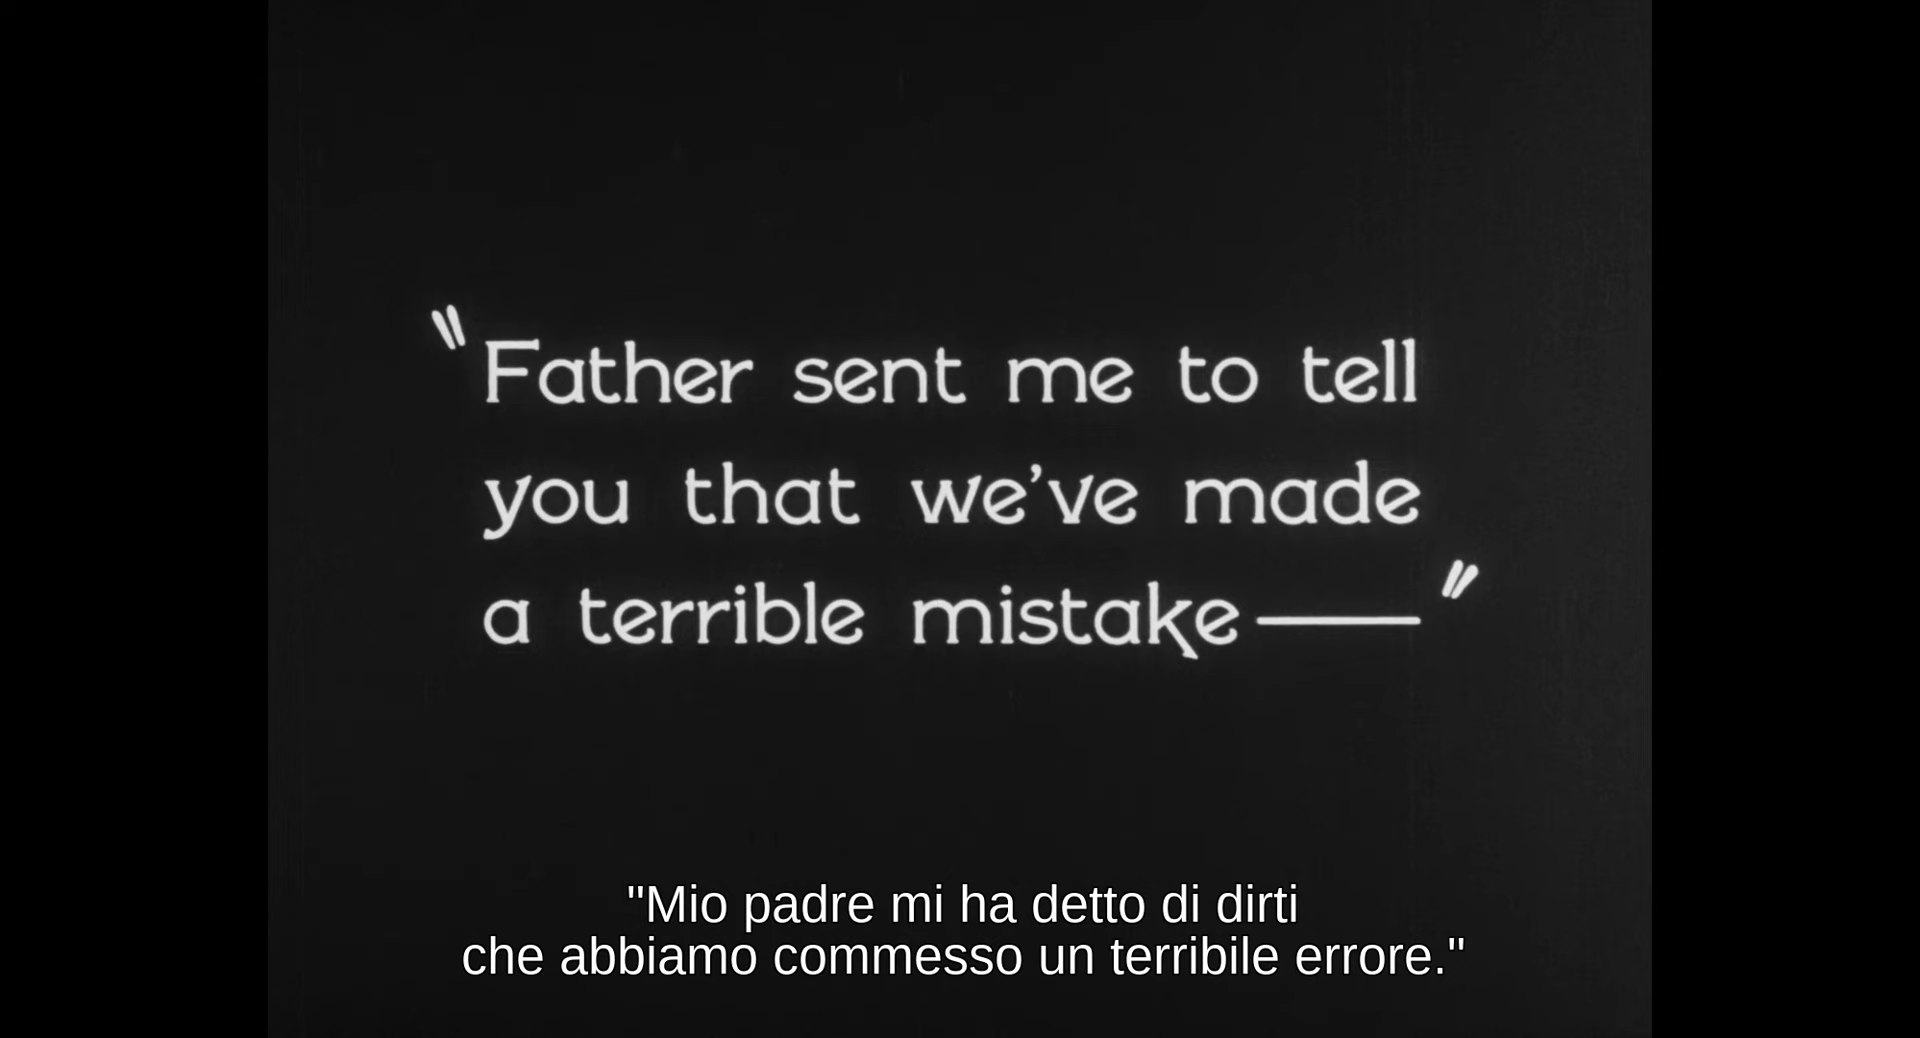 "Father sent me to tell
you that we've made
a terrible mistake——"
"Mio padre mi ha detto di dirti
che abbiamo commesso un terribile errore."